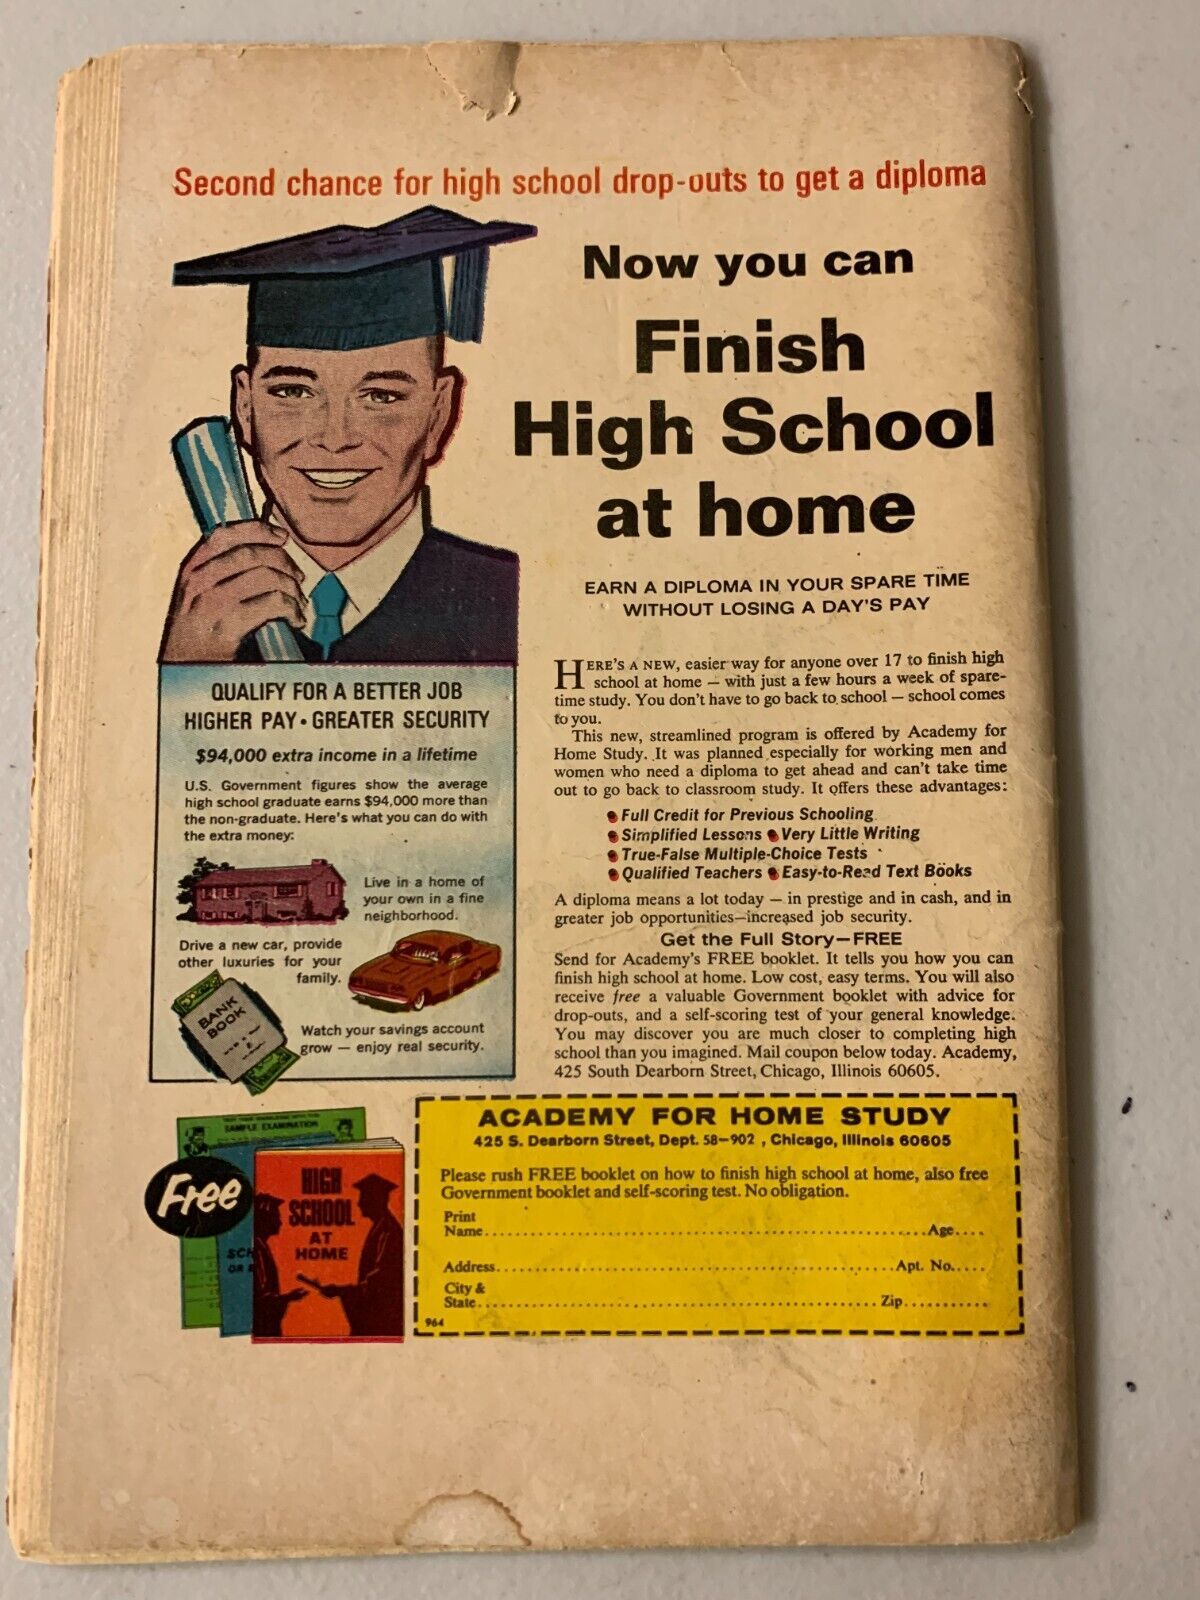 Second chance for high school drop-outs to get a diploma
Now you can
Finish
High School
at home
EARN A DIPLOMA IN YOUR SPARE TIME
WITHOUT LOSING A DAY'S PAY
HERE'S A NEW, easier way for anyone over 17 to finish high
school at home — with just a few hours a week of spare-
time study. You don't have to go back to school — school comes
to you.
This new, streamlined program is offered by Academy for
Home Study. It was planned especially for working men and
women who need a diploma to get ahead and can't take time
out to go back to classroom study. It offers these advantages:
• Full Credit for Previous Schooling
• Simplified Lessons • Very Little Writing
• True-False Multiple-Choice Tests
• Qualified Teachers • Easy-to-Read Text Books
A diploma means a lot today — in prestige and in cash, and in
greater job opportunities—increased job security.
Get the Full Story—FREE
Send for Academy's FREE booklet. It tells you how you can
finish high school at home. Low cost, easy terms. You will also
receive free a valuable Government booklet with advice for
drop-outs, and a self-scoring test of your general knowledge.
You may discover you are much closer to completing high
school than you imagined. Mail coupon below today. Academy,
425 South Dearborn Street, Chicago, Illinois 60605.
QUALIFY FOR A BETTER JOB
HIGHER PAY • GREATER SECURITY
$94,000 extra income in a lifetime
U.S. Government figures show the average
high school graduate earns $94,000 more than
the non-graduate. Here's what you can do with
the extra money:
Live in a home of
your own in a fine
neighborhood.
Drive a new car, provide
other luxuries for your
family.
BANK
BOOK
Watch your savings account
grow — enjoy real security.
Free
SAMPLE EXAMINATION
SCH
OR
HIGH
SCHOOL
AT
HOME
ACADEMY FOR HOME STUDY
425 S. Dearborn Street, Dept. 58-902 , Chicago, Illinois 60605
Please rush FREE booklet on how to finish high school at home, also free
Government booklet and self-scoring test. No obligation.
Print
Name..........Age....
Address..........Apt. No.....
City &
State..........Zip..........
964